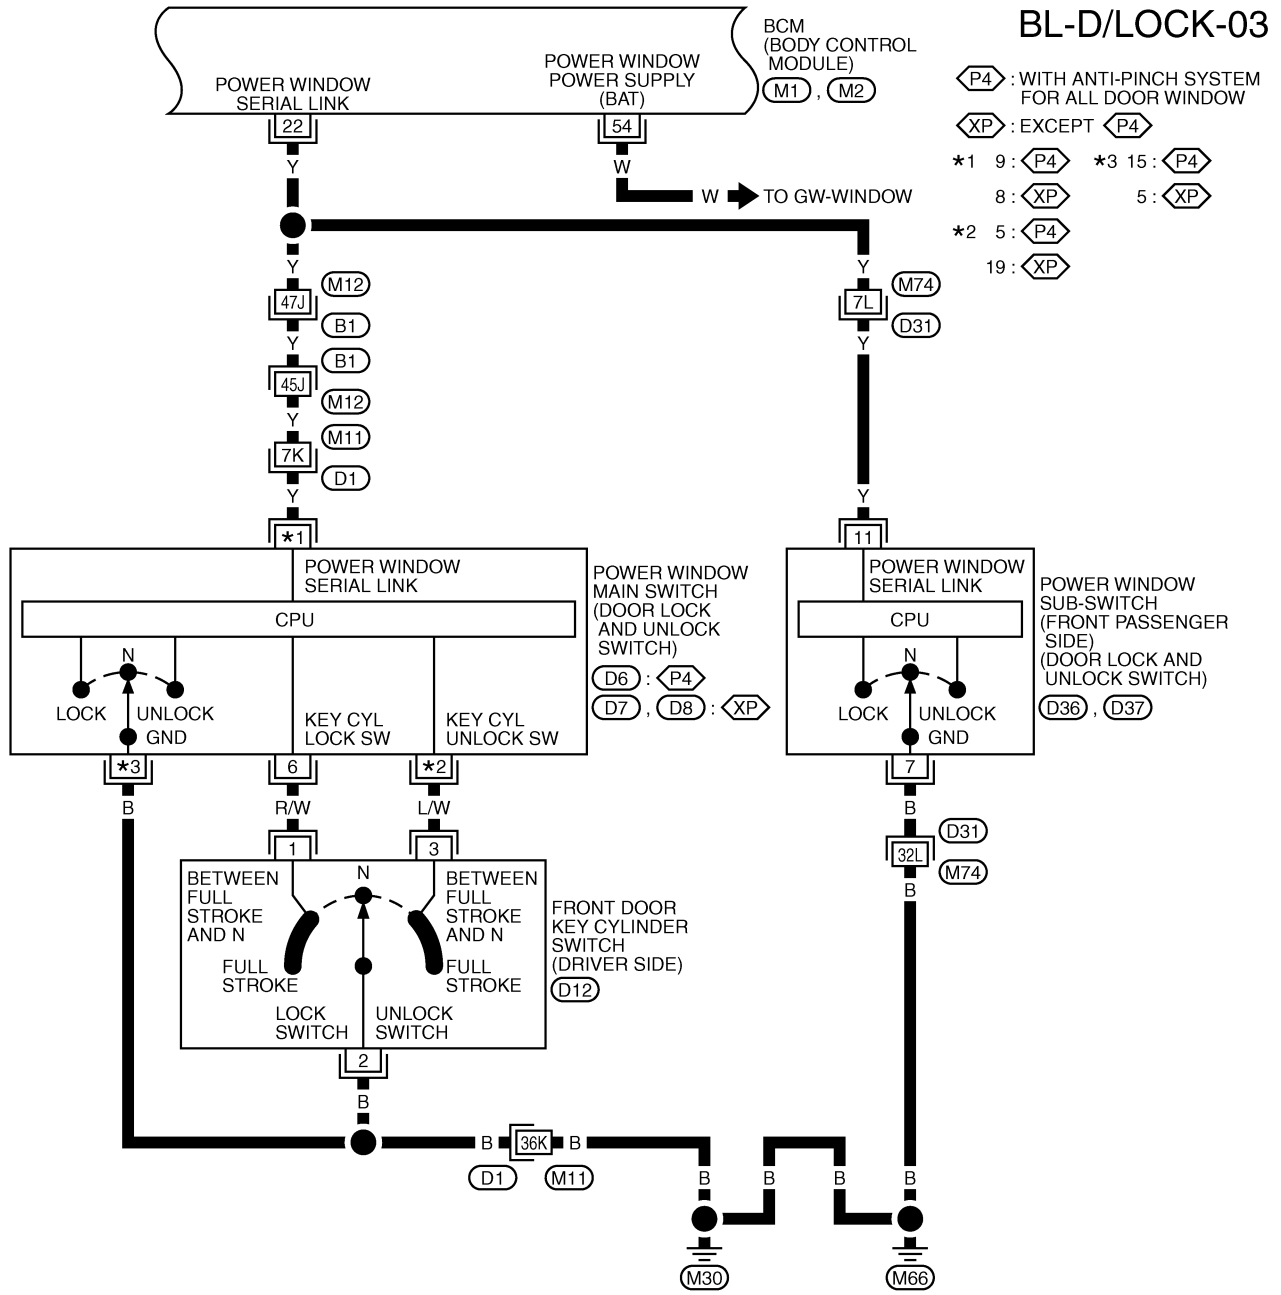 BL-D/LOCK-03
BCM
(BODY CONTROL
MODULE)
M1 , M2
POWER WINDOW
SERIAL LINK
POWER WINDOW
POWER SUPPLY
(BAT)
22
54
Y
W
W
TO GW-WINDOW
P4 : WITH ANTI-PINCH SYSTEM
FOR ALL DOOR WINDOW
XP : EXCEPT P4
*1 9 : P4
8 : XP
*2 5 : P4
19 : XP
*3 15 : P4
5 : XP
Y
47J
M12
B1
Y
B1
45J
M12
Y
M11
7K
D1
Y
*1
Y
7L
M74
D31
Y
Y
11
POWER WINDOW
SERIAL LINK
CPU
N
LOCK
UNLOCK
GND
KEY CYL
LOCK SW
KEY CYL
UNLOCK SW
POWER WINDOW
MAIN SWITCH
(DOOR LOCK
AND UNLOCK
SWITCH)
D6 : P4
D7 , D8 : XP
POWER WINDOW
SERIAL LINK
CPU
N
LOCK
UNLOCK
GND
POWER WINDOW
SUB-SWITCH
(FRONT PASSENGER
SIDE)
(DOOR LOCK AND
UNLOCK SWITCH)
D36 , D37
*3
6
*2
7
B
R/W
L/W
B
1
3
D31
32L
M74
B
BETWEEN
FULL
STROKE
AND N
FULL
STROKE
N
BETWEEN
FULL
STROKE
AND N
FULL
STROKE
LOCK
SWITCH
UNLOCK
SWITCH
FRONT DOOR
KEY CYLINDER
SWITCH
(DRIVER SIDE)
D12
2
B
B
36K
B
D1
M11
B
B
B
B
M30
M66